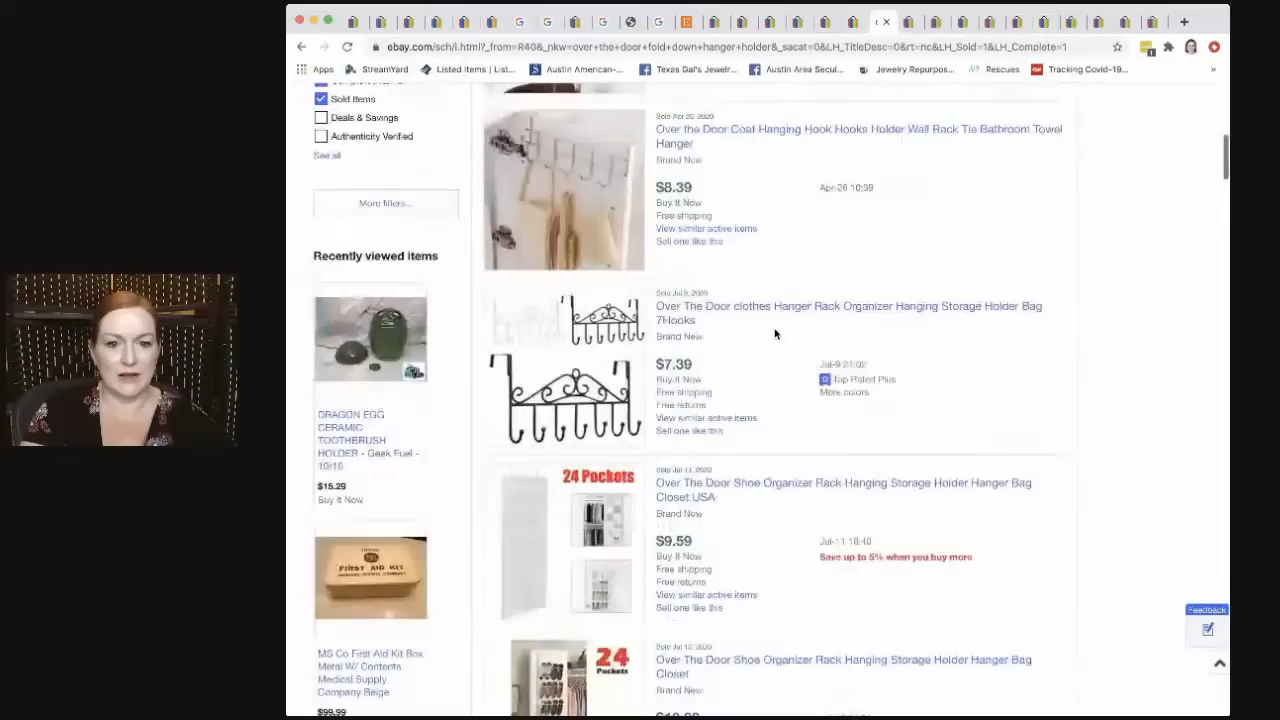 ebay.com/sch/i.html?_from=R40&_nkw=over+the+door+fold+down+hanger+holder&_sacat=0&LH_TitleDesc=0&rt=nc&LH_Sold=1&LH_Complete=1
Apps
StreamYard
Listed Items | List...
Austin American-...
Texas Gal's Jewelr...
Austin Area Secul...
Jewelry Repurpos...
Rescues
Tracking Covid-19...
Sold Items
Deals & Savings
Authenticity Verified
See all
More filters...
Recently viewed items
DRAGON EGG
CERAMIC
TOOTHBRUSH
HOLDER - Geek Fuel -
10/16
$15.29
Buy It Now
FIRST AID KIT
MS Co First Aid Kit Box
Metal W/ Contents
Medical Supply
Company Beige
$99.99
Over the Door Coat Hanging Hook Hooks Holder Wall Rack Tie Bathroom Towel
Hanger
Brand New
$8.39
Apr-26 10:39
Buy It Now
Free shipping
View similar active items
Sell one like this
Over The Door clothes Hanger Rack Organizer Hanging Storage Holder Bag
7Hooks
Brand New
$7.39
Jul-9 21:02
Buy It Now
Top Rated Plus
Free shipping
More colors
Free returns
View similar active items
Sell one like this
24 Pockets
Sold Jul 11, 2020
Over The Door Shoe Organizer Rack Hanging Storage Holder Hanger Bag
Closet USA
Brand New
$9.59
Jul-11 18:40
Buy It Now
Save up to 5% when you buy more
Free shipping
Free returns
View similar active items
Sell one like this
24
Pockets
Over The Door Shoe Organizer Rack Hanging Storage Holder Hanger Bag
Closet
Brand New
Feedback